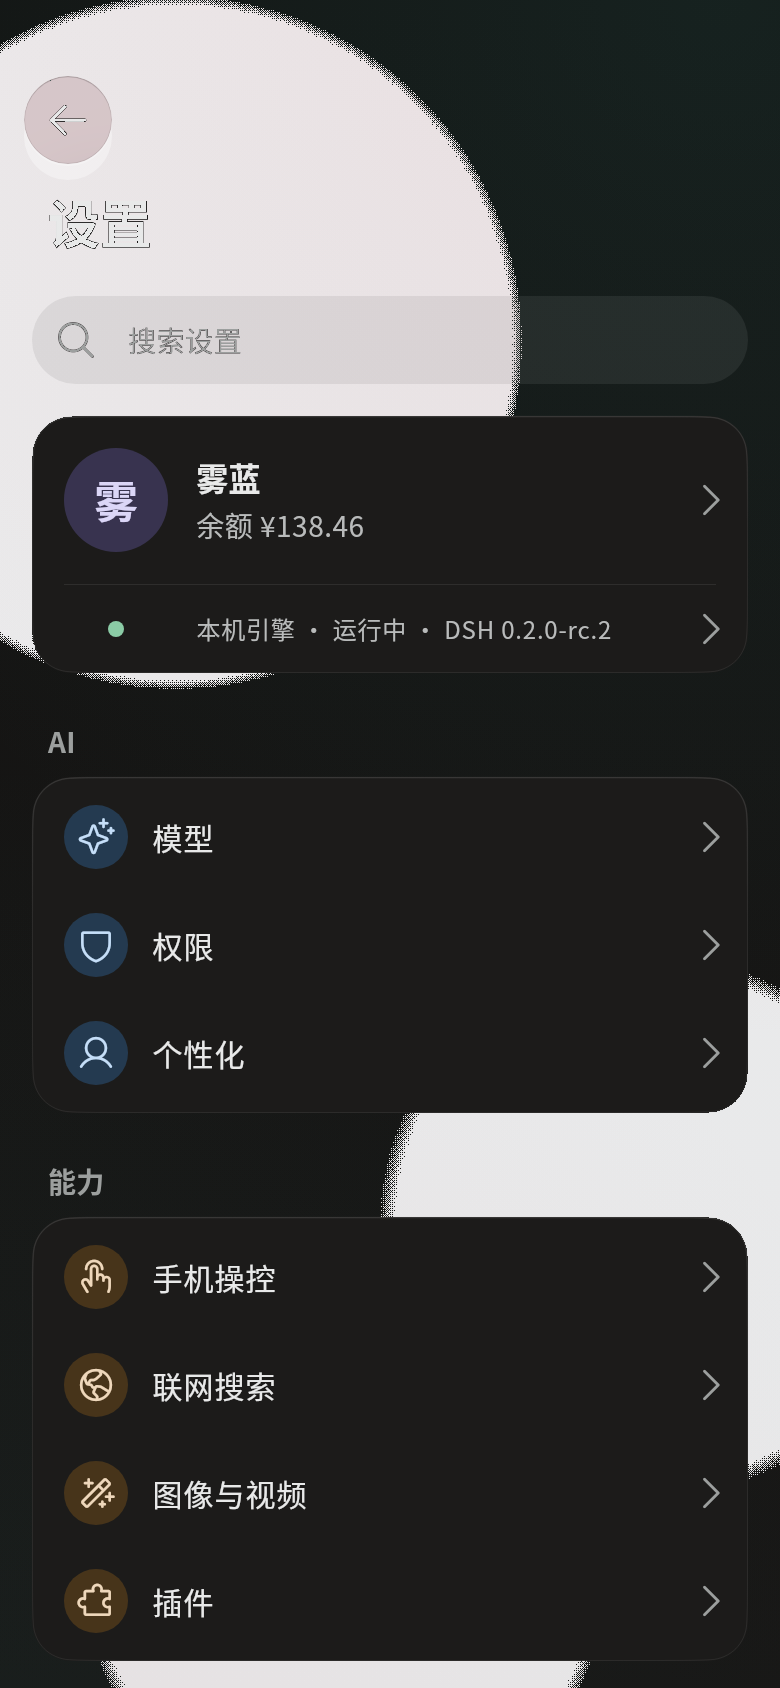 设置
搜索设置
雾
雾蓝
余额 ¥138.46
本机引擎 · 运行中 · DSH 0.2.0-rc.2
AI
模型
权限
个性化
能力
手机操控
联网搜索
图像与视频
插件